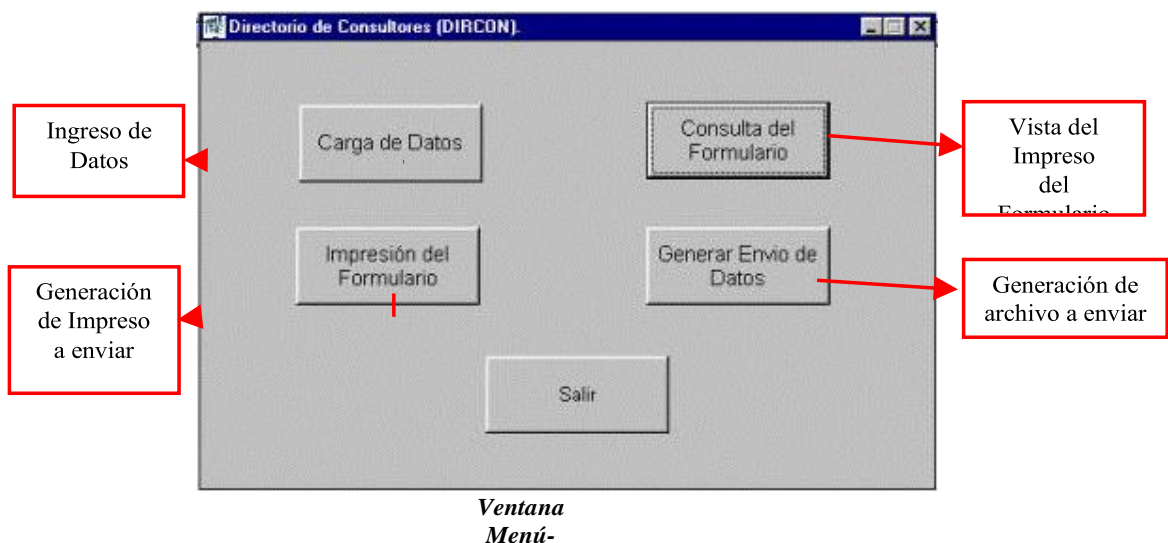 Directorio de Consultores (DIRCON).
Ingreso de
Datos
Carga de Datos
Consulta del
Formulario
Vista del
Impreso
del
Formulario
Generación
de Impreso
a enviar
Impresión del
Formulario
Generar Envio de
Datos
Generación de
archivo a enviar
Salir
Ventana
Menú-